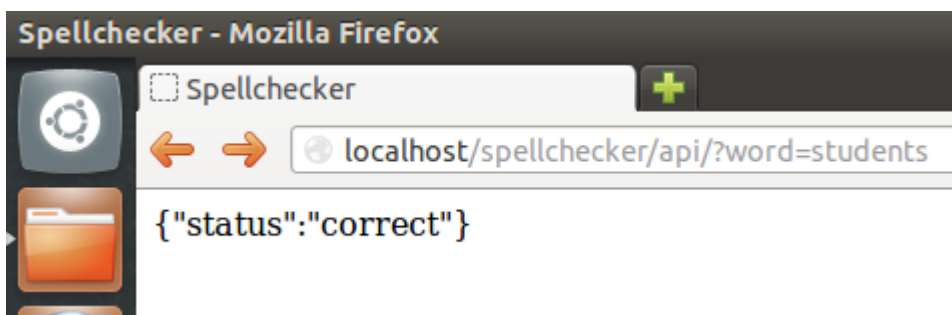 Spellchecker - Mozilla Firefox
Spellchecker
localhost/spellchecker/api/?word=students
{"status":"correct"}